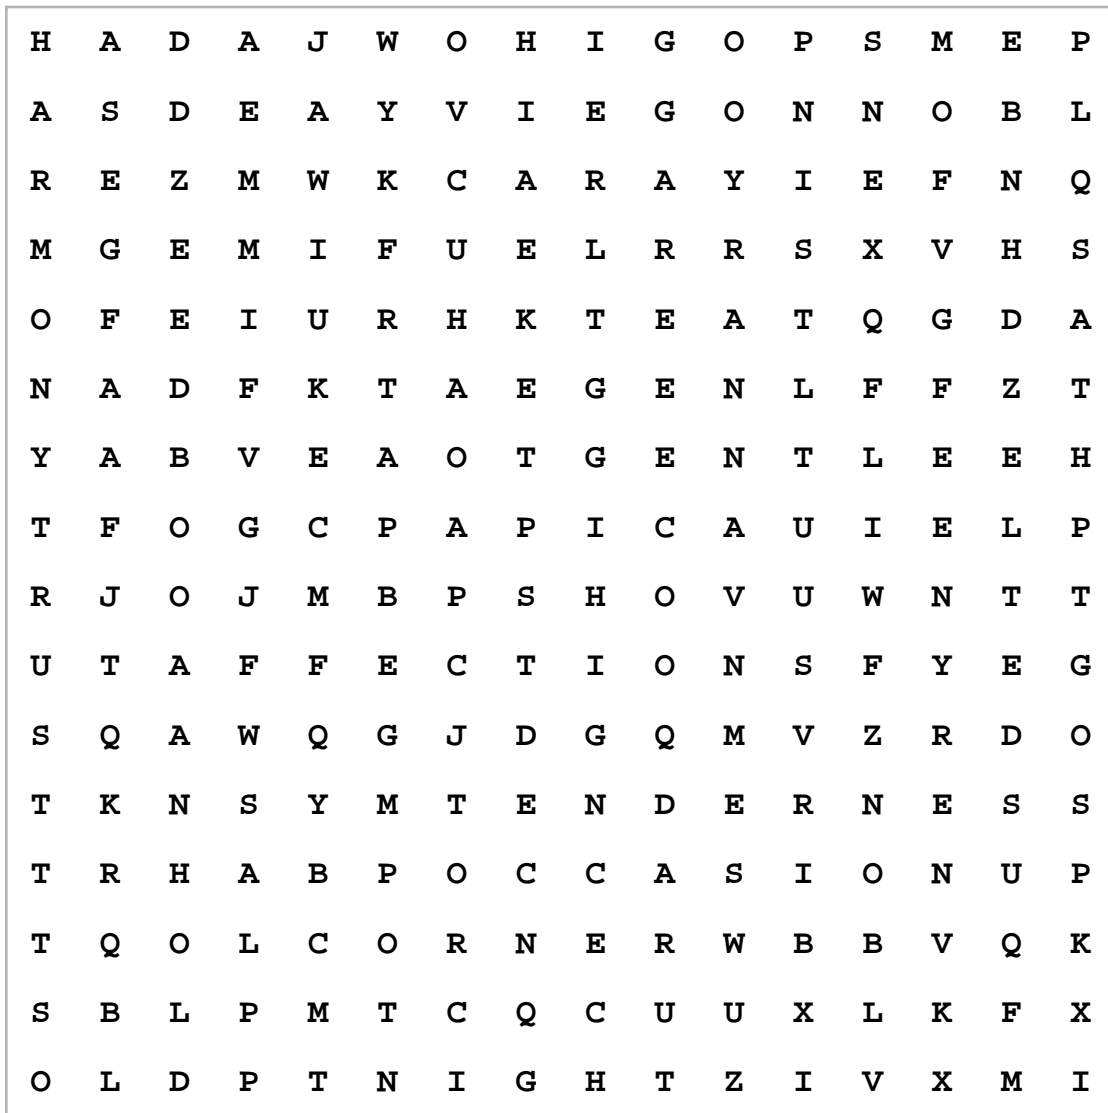 H A D A J W O H I G O P S M E P
A S D E A Y V I E G O N N O B L
R E Z M W K C A R A Y I E F N Q
M G E M I F U E L R R S X V H S
O F E I U R H K T E A T Q G D A
N A D F K T A E G E N L F F Z T
Y A B V E A O T G E N T L E E H
T F O G C P A P I C A U I E L P
R J O J M B P S H O V U W N T T
U T A F F E C T I O N S F Y E G
S Q A W Q G J D G Q M V Z R D O
T K N S Y M T E N D E R N E S S
T R H A B P O C C A S I O N U P
T Q O L C O R N E R W B B V Q K
S B L P M T C Q C U U X L K F X
O L D P T N I G H T Z I V X M I